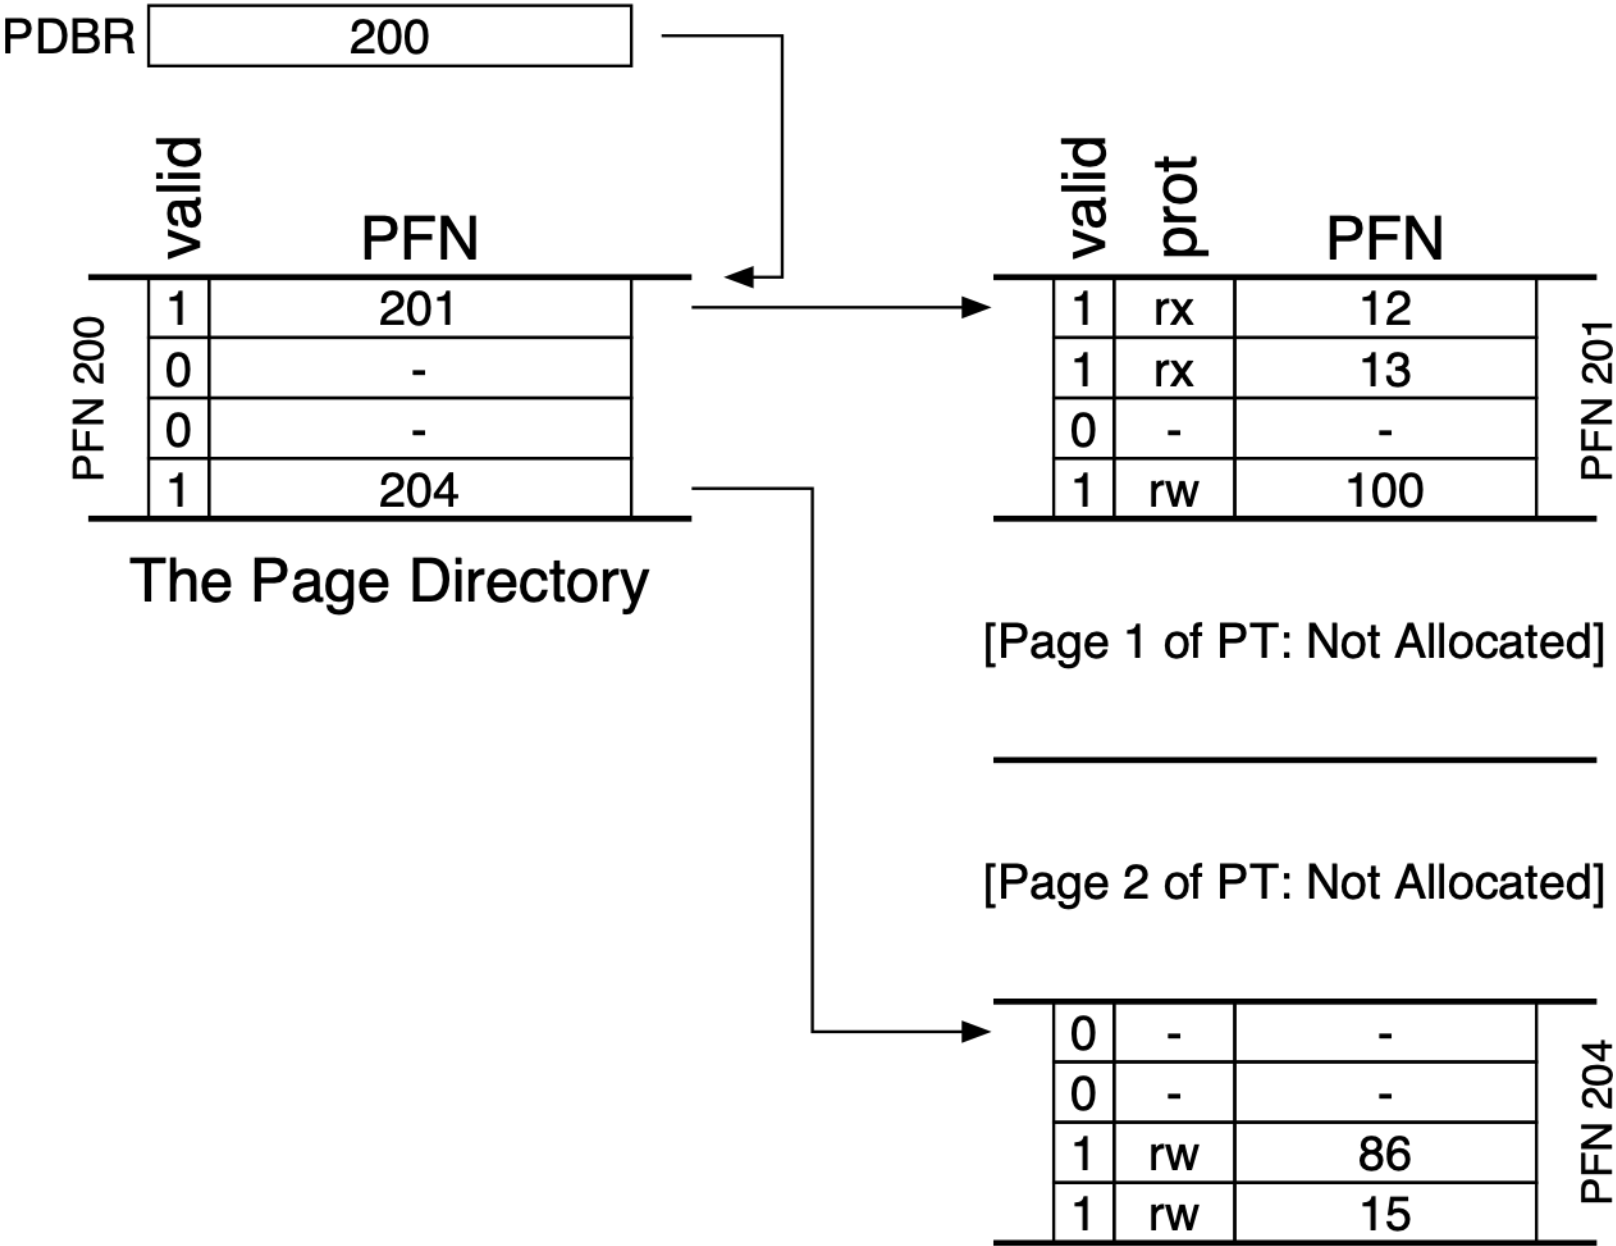 PDBR 200
valid PFN
PFN 200
1 201
0 -
0 -
1 204
The Page Directory
valid prot PFN
1 rx 12
1 rx 13
0 - -
1 rw 100
PFN 201
[Page 1 of PT: Not Allocated]
[Page 2 of PT: Not Allocated]
0 - -
0 - -
1 rw 86
1 rw 15
PFN 204